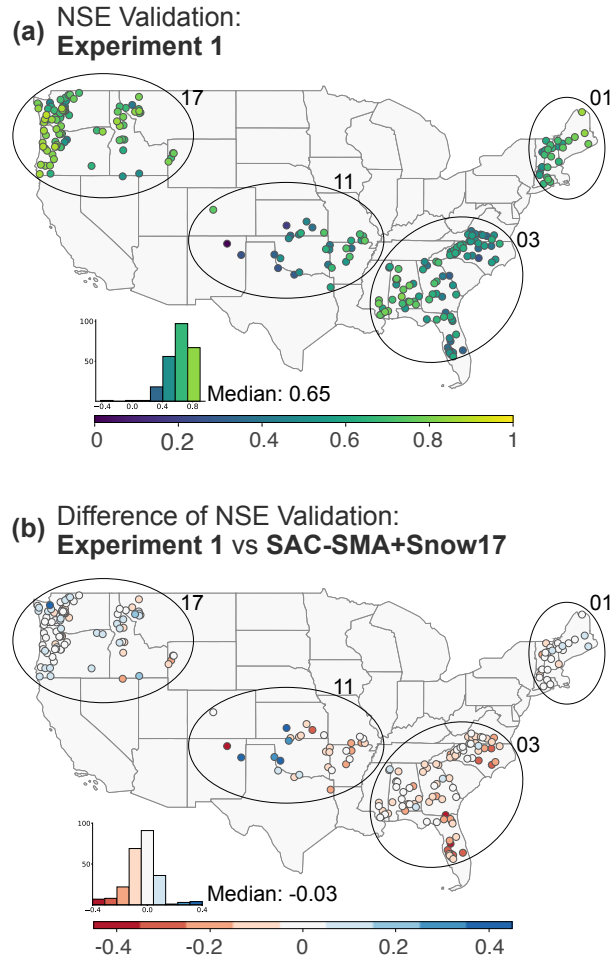 (a) NSE Validation:
Experiment 1
17
01
11
03
100
50
−0.4 0.0 0.4 0.8
Median: 0.65
0 0.2 0.4 0.6 0.8 1
(b) Difference of NSE Validation:
Experiment 1 vs SAC-SMA+Snow17
17
01
11
03
100
50
-0.4 0.0 0.4
Median: -0.03
-0.4 -0.2 0 0.2 0.4